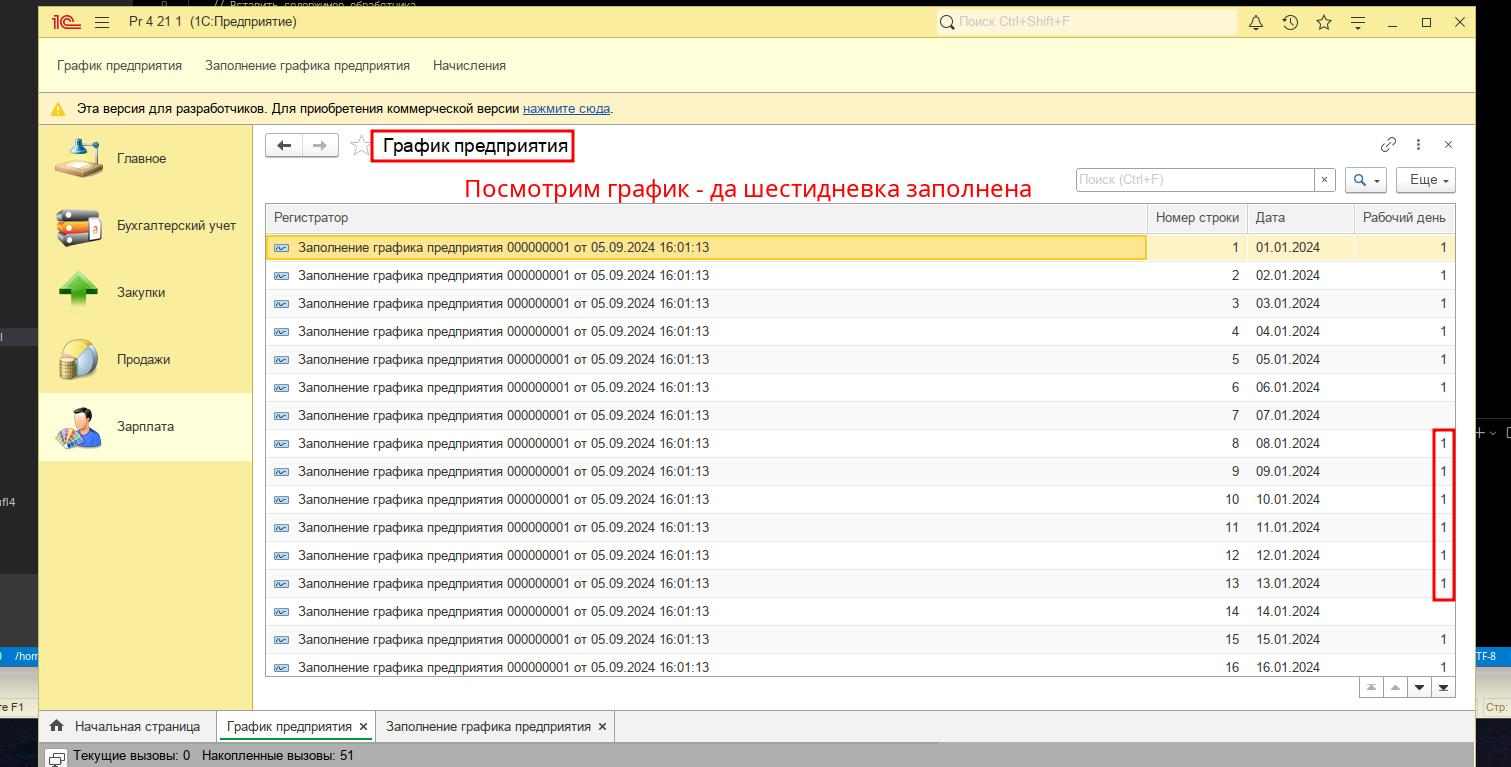 // Вставить содержимое обработчика
1С Pr 4 21 1 (1С:Предприятие) Поиск Ctrl+Shift+F
График предприятия Заполнение графика предприятия Начисления
Эта версия для разработчиков. Для приобретения коммерческой версии нажмите сюда.
Главное
Бухгалтерский учет
Закупки
Продажи
Зарплата
График предприятия
Посмотрим график - да шестидневка заполнена
Поиск (Ctrl+F) × Еще
Регистратор Номер строки Дата Рабочий день
Заполнение графика предприятия 000000001 от 05.09.2024 16:01:13 1 01.01.2024 1
Заполнение графика предприятия 000000001 от 05.09.2024 16:01:13 2 02.01.2024 1
Заполнение графика предприятия 000000001 от 05.09.2024 16:01:13 3 03.01.2024 1
Заполнение графика предприятия 000000001 от 05.09.2024 16:01:13 4 04.01.2024 1
Заполнение графика предприятия 000000001 от 05.09.2024 16:01:13 5 05.01.2024 1
Заполнение графика предприятия 000000001 от 05.09.2024 16:01:13 6 06.01.2024 1
Заполнение графика предприятия 000000001 от 05.09.2024 16:01:13 7 07.01.2024
Заполнение графика предприятия 000000001 от 05.09.2024 16:01:13 8 08.01.2024 1
Заполнение графика предприятия 000000001 от 05.09.2024 16:01:13 9 09.01.2024 1
Заполнение графика предприятия 000000001 от 05.09.2024 16:01:13 10 10.01.2024 1
Заполнение графика предприятия 000000001 от 05.09.2024 16:01:13 11 11.01.2024 1
Заполнение графика предприятия 000000001 от 05.09.2024 16:01:13 12 12.01.2024 1
Заполнение графика предприятия 000000001 от 05.09.2024 16:01:13 13 13.01.2024 1
Заполнение графика предприятия 000000001 от 05.09.2024 16:01:13 14 14.01.2024
Заполнение графика предприятия 000000001 от 05.09.2024 16:01:13 15 15.01.2024 1
Заполнение графика предприятия 000000001 от 05.09.2024 16:01:13 16 16.01.2024 1
/hom
TF-8
те F1
Стр:
Начальная страница График предприятия × Заполнение графика предприятия ×
Текущие вызовы: 0 Накопленные вызовы: 51